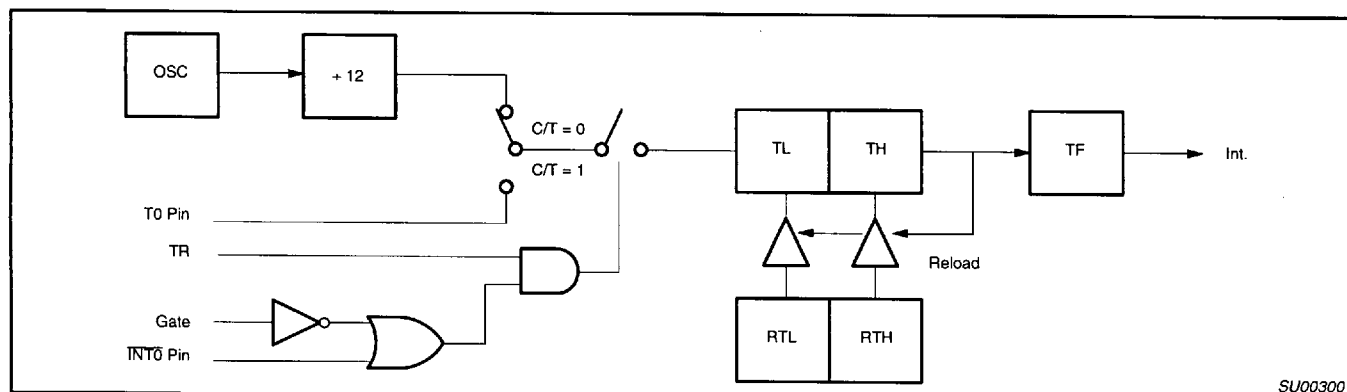 OSC
+ 12
C/T = 0
C/T = 1
TL
TH
TF
Int.
T0 Pin
TR
Reload
Gate
INT0 Pin
RTL
RTH
SU00300